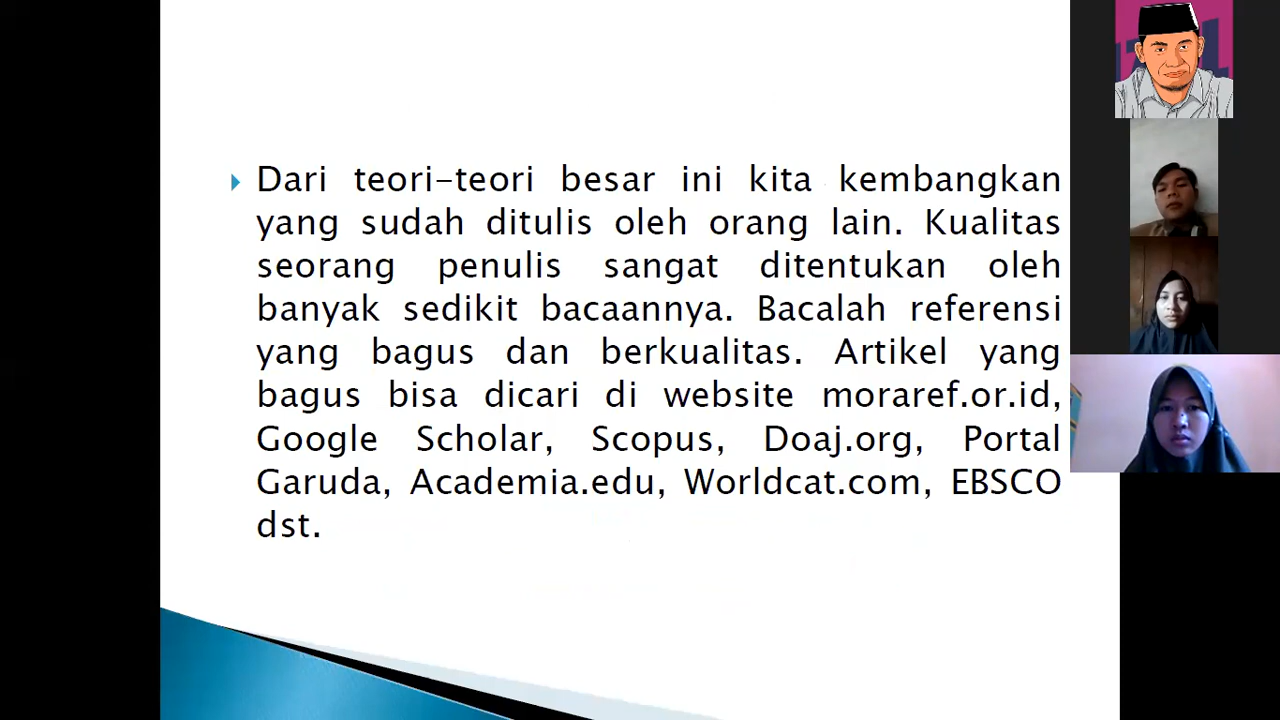 Dari teori-teori besar ini kita kembangkan
yang sudah ditulis oleh orang lain. Kualitas
seorang penulis sangat ditentukan oleh
banyak sedikit bacaannya. Bacalah referensi
yang bagus dan berkualitas. Artikel yang
bagus bisa dicari di website moraref.or.id,
Google Scholar, Scopus, Doaj.org, Portal
Garuda, Academia.edu, Worldcat.com, EBSCO
dst.